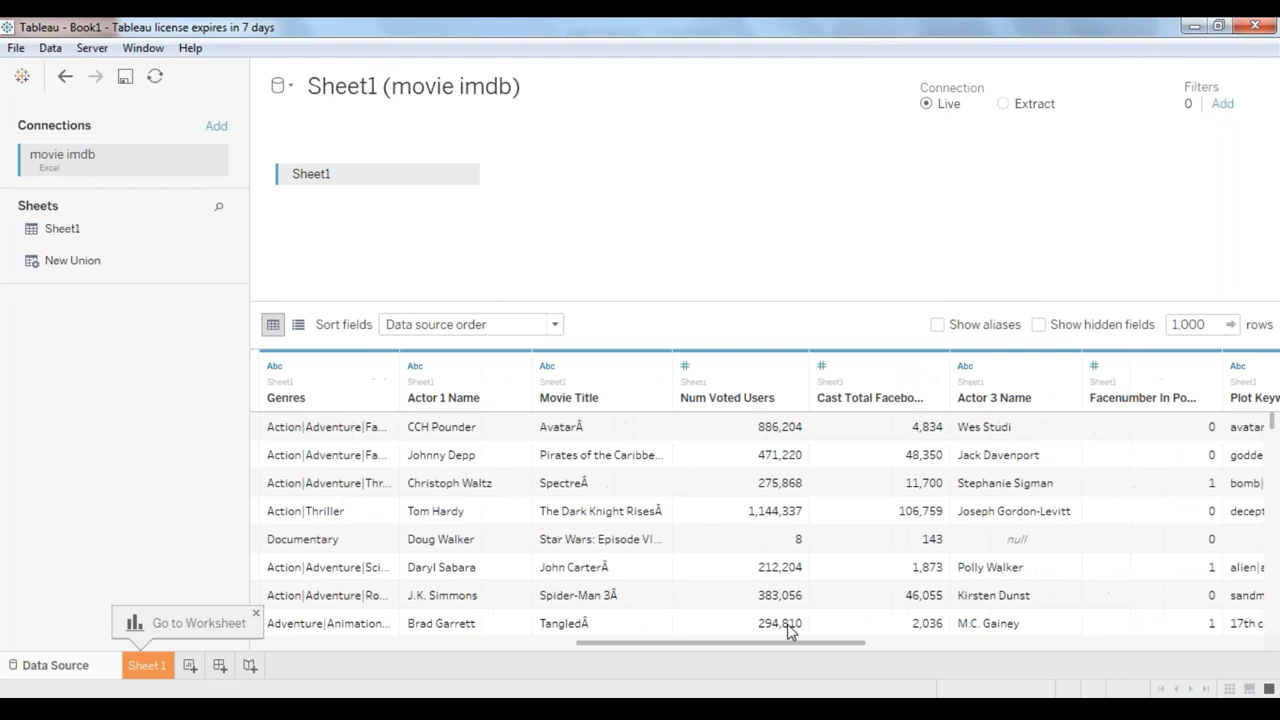 Tableau - Book1 - Tableau license expires in 7 days
File Data Server Window Help
Connections Add
movie imdb
Excel
Sheets
Sheet1
New Union
Sheet1 (movie imdb)
Connection
Live Extract
Filters
0 Add
Sheet1
Sort fields Data source order Show aliases Show hidden fields 1,000 rows
Abc Abc Abc # # Abc # Abc
Sheet1 Sheet1 Sheet1 Sheet1 Sheet1 Sheet1 Sheet1 Sheet1
Genres Actor 1 Name Movie Title Num Voted Users Cast Total Facebo... Actor 3 Name Facenumber In Po... Plot Keyw
Action|Adventure|Fa... CCH Pounder AvatarÂ 886,204 4,834 Wes Studi 0 avatar
Action|Adventure|Fa... Johnny Depp Pirates of the Caribbe... 471,220 48,350 Jack Davenport 0 godde
Action|Adventure|Thr... Christoph Waltz SpectreÂ 275,868 11,700 Stephanie Sigman 1 bomb|
Action|Thriller Tom Hardy The Dark Knight RisesÂ 1,144,337 106,759 Joseph Gordon-Levitt 0 decept
Documentary Doug Walker Star Wars: Episode VI... 8 143 null 0
Action|Adventure|Sci... Daryl Sabara John CarterÂ 212,204 1,873 Polly Walker 1 alien|a
Action|Adventure|Ro... J.K. Simmons Spider-Man 3Â 383,056 46,055 Kirsten Dunst 0 sandm
Adventure|Animation... Brad Garrett TangledÂ 294,810 2,036 M.C. Gainey 1 17th c
Go to Worksheet
Data Source Sheet 1